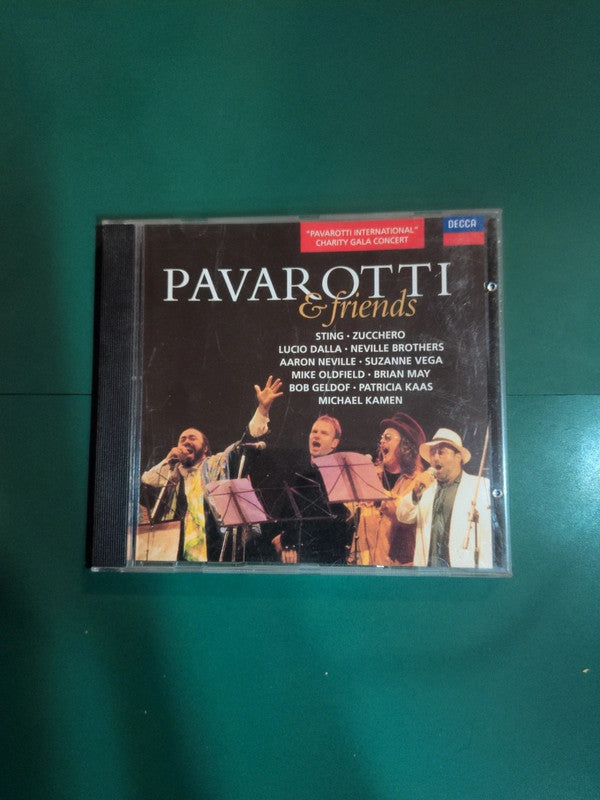 "PAVAROTTI INTERNATIONAL"
CHARITY GALA CONCERT
DECCA
PAVAROTTI
& friends
STING · ZUCCHERO
LUCIO DALLA · NEVILLE BROTHERS
AARON NEVILLE · SUZANNE VEGA
MIKE OLDFIELD · BRIAN MAY
BOB GELDOF · PATRICIA KAAS
MICHAEL KAMEN